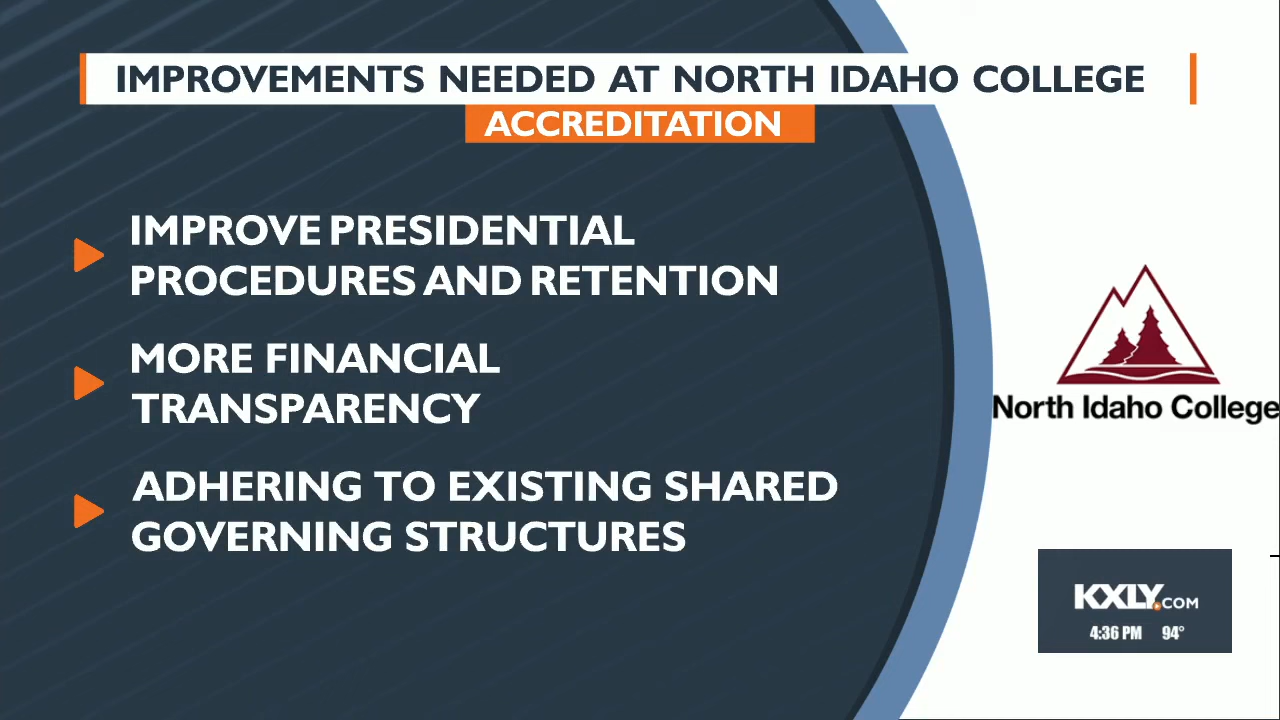 IMPROVEMENTS NEEDED AT NORTH IDAHO COLLEGE
ACCREDITATION
IMPROVE PRESIDENTIAL
PROCEDURES AND RETENTION
MORE FINANCIAL
TRANSPARENCY
ADHERING TO EXISTING SHARED
GOVERNING STRUCTURES
North Idaho College
KXLY.COM
4:36 PM 94°